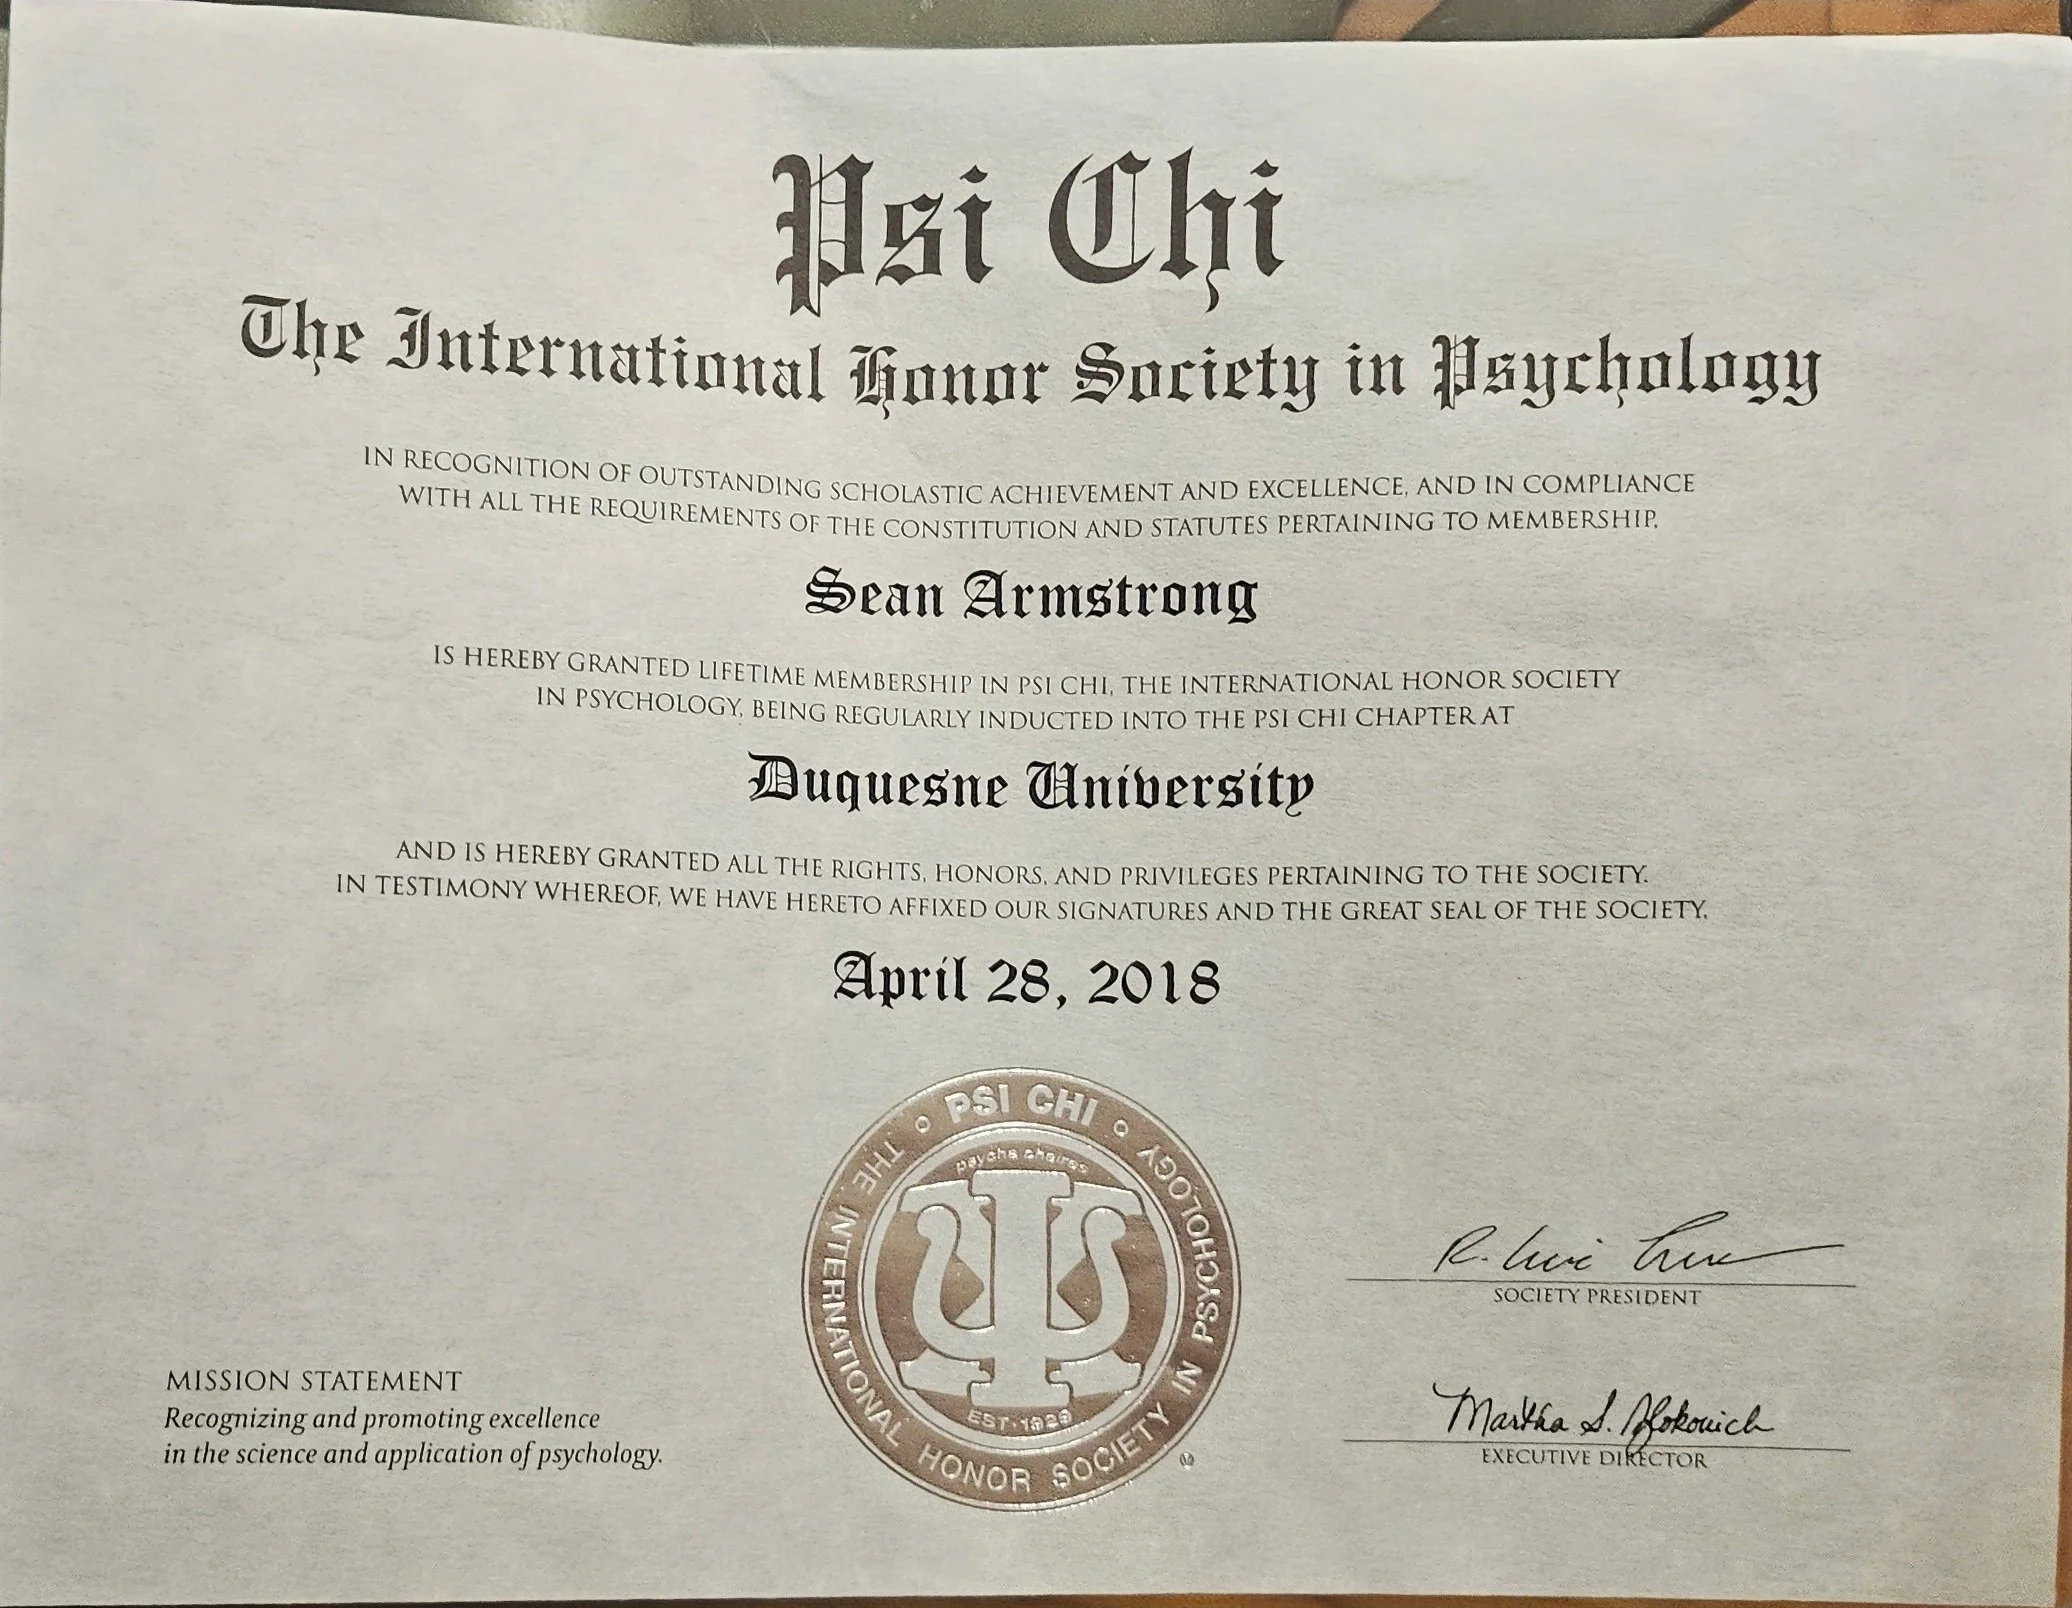 Psi Chi
The International Honor Society in Psychology
IN RECOGNITION OF OUTSTANDING SCHOLASTIC ACHIEVEMENT AND EXCELLENCE, AND IN COMPLIANCE
WITH ALL THE REQUIREMENTS OF THE CONSTITUTION AND STATUTES PERTAINING TO MEMBERSHIP,
Sean Armstrong
IS HEREBY GRANTED LIFETIME MEMBERSHIP IN PSI CHI, THE INTERNATIONAL HONOR SOCIETY
IN PSYCHOLOGY, BEING REGULARLY INDUCTED INTO THE PSI CHI CHAPTER AT
Duquesne University
AND IS HEREBY GRANTED ALL THE RIGHTS, HONORS, AND PRIVILEGES PERTAINING TO THE SOCIETY.
IN TESTIMONY WHEREOF, WE HAVE HERETO AFFIXED OUR SIGNATURES AND THE GREAT SEAL OF THE SOCIETY.
April 28, 2018
PSI CHI
THE INTERNATIONAL HONOR SOCIETY IN PSYCHOLOGY
EST·1929
R.
SOCIETY PRESIDENT
Martha S. Zlokovich
EXECUTIVE DIRECTOR
MISSION STATEMENT
Recognizing and promoting excellence
in the science and application of psychology.